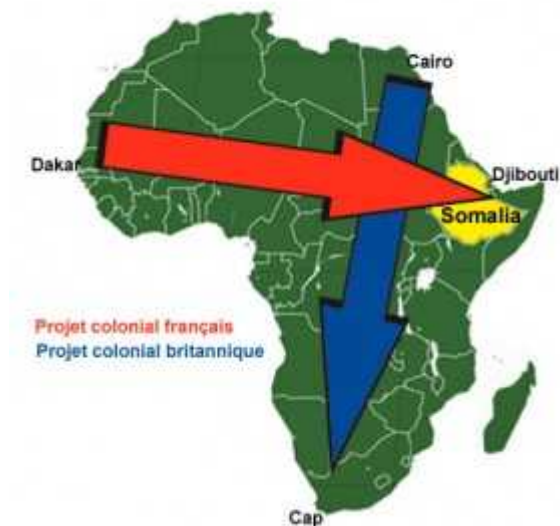 Cairo
Dakar
Djibouti
Somalia
Projet colonial français
Projet colonial britannique
Cap